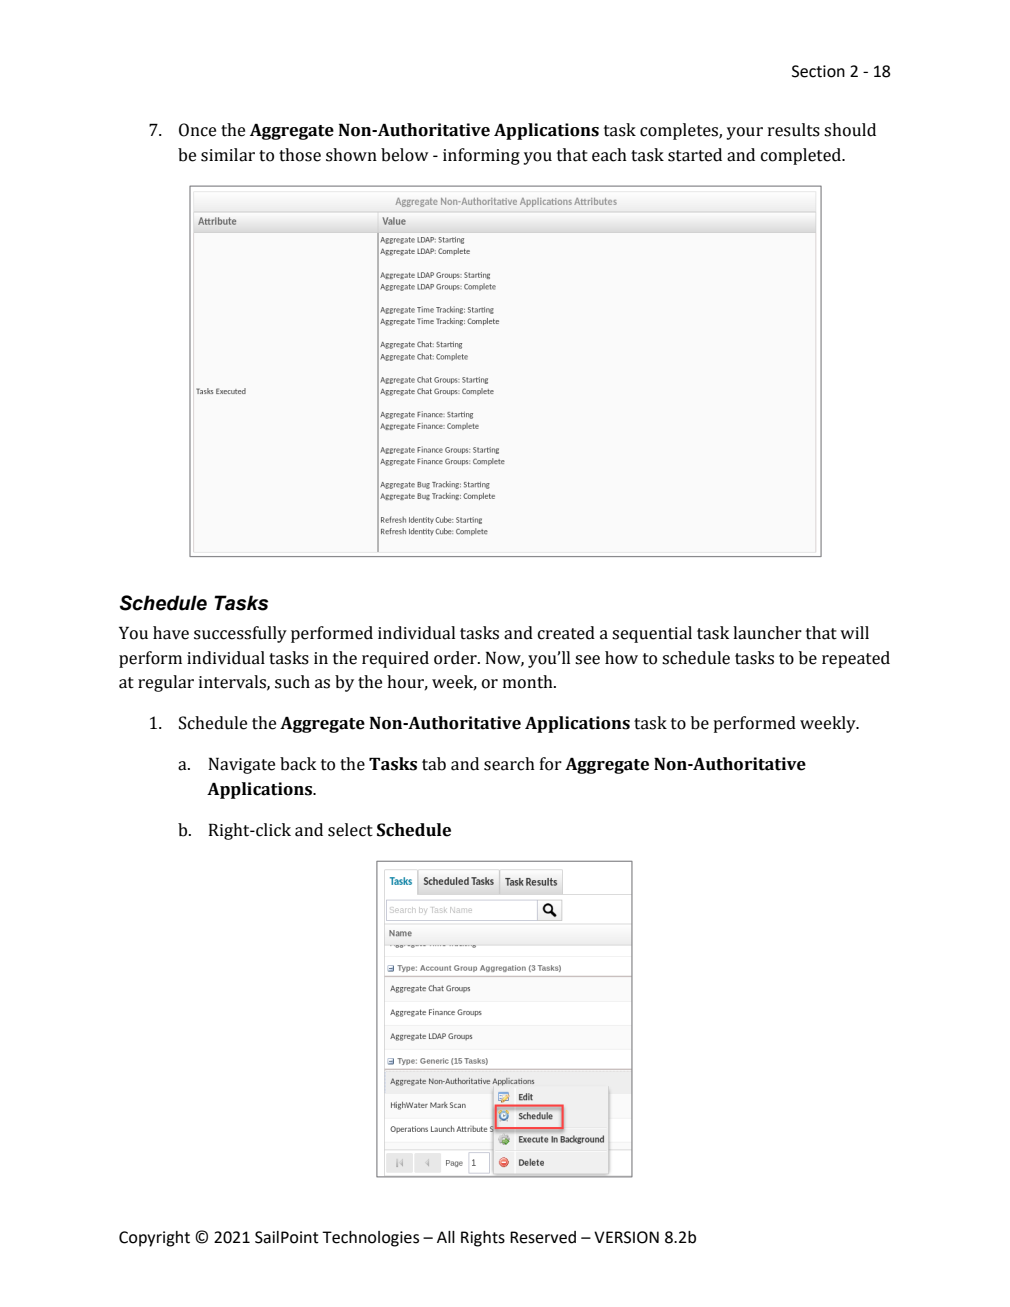 Section 2 - 18
7. Once the Aggregate Non-Authoritative Applications task completes, your results should
be similar to those shown below - informing you that each task started and completed.
Aggregate Non-Authoritative Applications Attributes
Attribute Value
Aggregate LDAP: Starting
Aggregate LDAP: Complete
Aggregate LDAP Groups: Starting
Aggregate LDAP Groups: Complete
Aggregate Time Tracking: Starting
Aggregate Time Tracking: Complete
Aggregate Chat: Starting
Aggregate Chat: Complete
Aggregate Chat Groups: Starting
Tasks Executed Aggregate Chat Groups: Complete
Aggregate Finance: Starting
Aggregate Finance: Complete
Aggregate Finance Groups: Starting
Aggregate Finance Groups: Complete
Aggregate Bug Tracking: Starting
Aggregate Bug Tracking: Complete
Refresh Identity Cube: Starting
Refresh Identity Cube: Complete
Schedule Tasks
You have successfully performed individual tasks and created a sequential task launcher that will
perform individual tasks in the required order. Now, you’ll see how to schedule tasks to be repeated
at regular intervals, such as by the hour, week, or month.
1. Schedule the Aggregate Non-Authoritative Applications task to be performed weekly.
a. Navigate back to the Tasks tab and search for Aggregate Non-Authoritative
Applications.
b. Right-click and select Schedule
Tasks Scheduled Tasks Task Results
Search by Task Name
Name
Type: Account Group Aggregation (3 Tasks)
Aggregate Chat Groups
Aggregate Finance Groups
Aggregate LDAP Groups
Type: Generic (15 Tasks)
Aggregate Non-Authoritative Applications
Edit
HighWater Mark Scan
Schedule
Operations Launch Attribute S
Execute In Background
Page 1
Delete
Copyright © 2021 SailPoint Technologies – All Rights Reserved – VERSION 8.2b